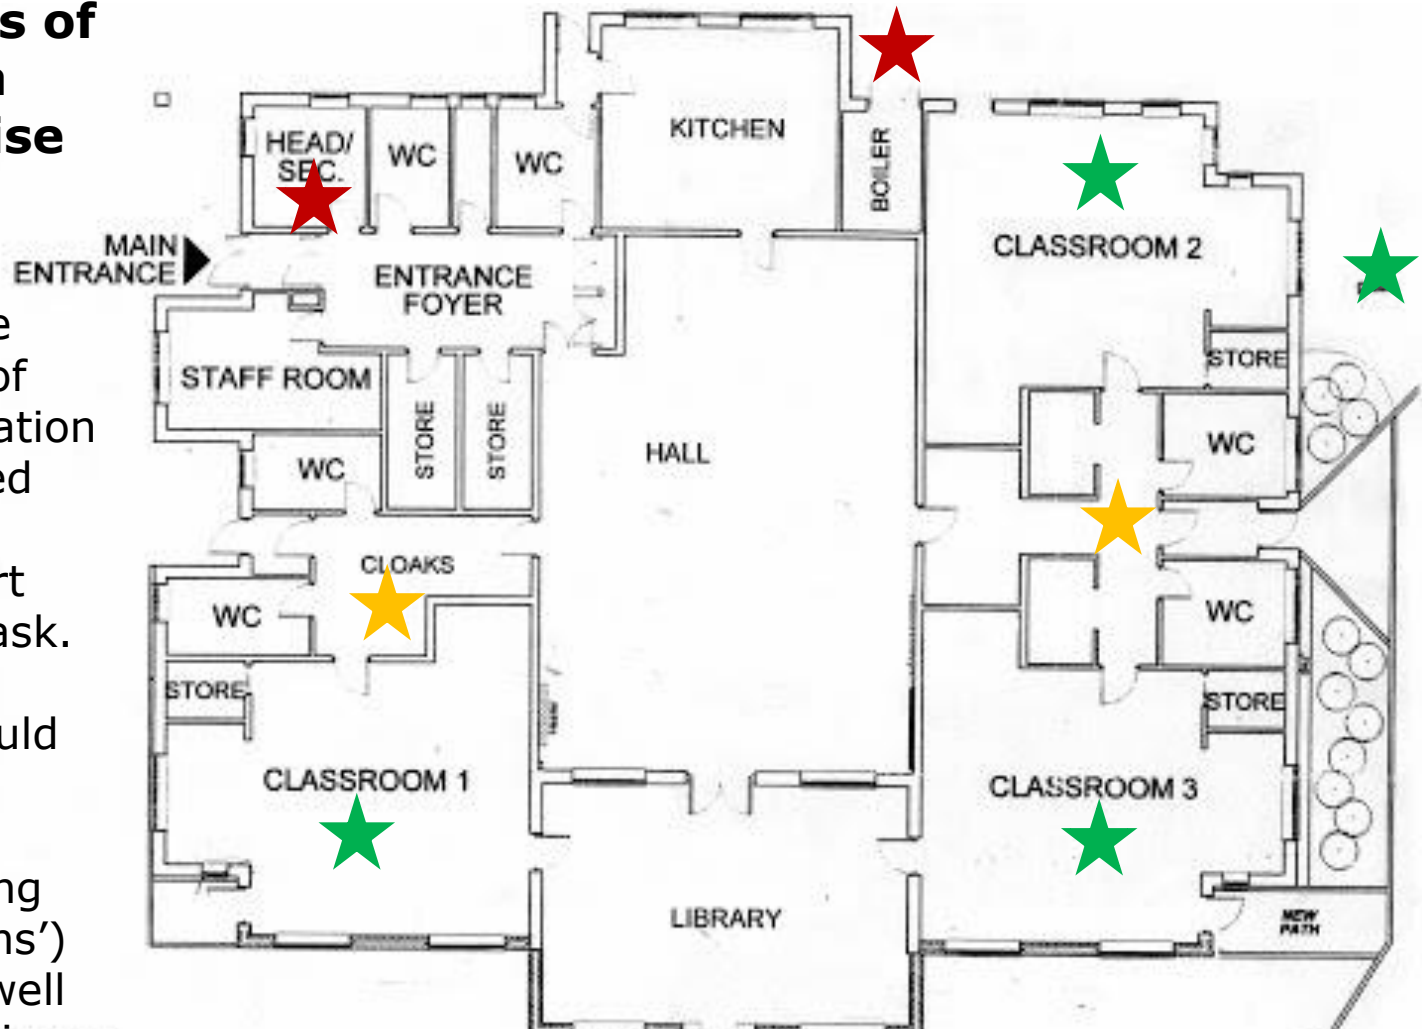 s of
ise
e
of
ation
ed
rt
ask.
uld
ng
ns’)
well
HEAD/
SEC.
WC
WC
KITCHEN
BOILER
CLASSROOM 2
MAIN
ENTRANCE
ENTRANCE
FOYER
STAFF ROOM
STORE
STORE
STORE
HALL
WC
WC
CLOAKS
WC
WC
STORE
STORE
CLASSROOM 1
CLASSROOM 3
LIBRARY
NEW
PATH